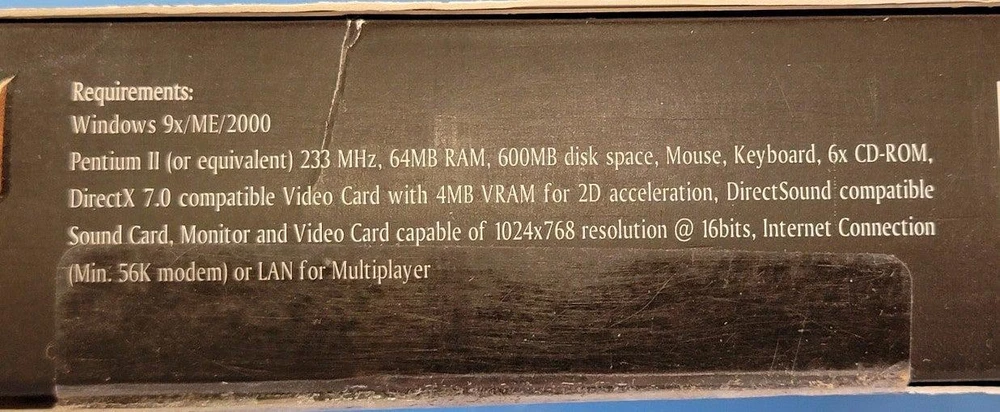 Requirements:
Windows 9x/ME/2000
Pentium II (or equivalent) 233 MHz, 64MB RAM, 600MB disk space, Mouse, Keyboard, 6x CD-ROM,
DirectX 7.0 compatible Video Card with 4MB VRAM for 2D acceleration, DirectSound compatible
Sound Card, Monitor and Video Card capable of 1024x768 resolution @ 16bits, Internet Connection
(Min. 56K modem) or LAN for Multiplayer